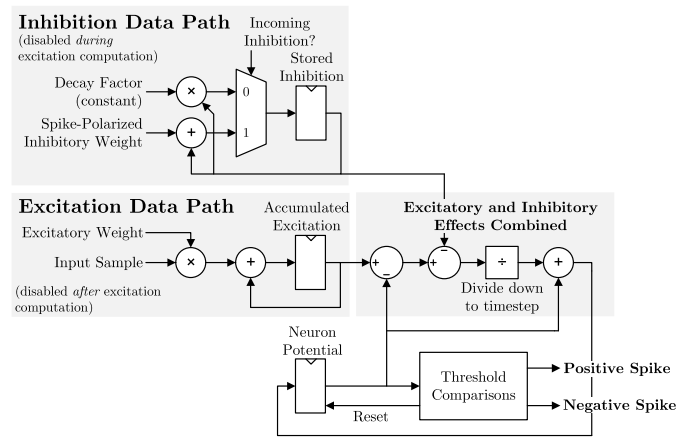 Inhibition Data Path
(disabled during
excitation computation)
Incoming
Inhibition?
Stored
Inhibition
Decay Factor
(constant)
×
0
Spike-Polarized
Inhibitory Weight
+
1
Excitation Data Path
Accumulated
Excitation
Excitatory and Inhibitory
Effects Combined
Excitatory Weight
Input Sample
×
+
+
−
+
−
÷
+
Divide down
to timestep
(disabled after excitation
computation)
Neuron
Potential
Threshold
Comparisons
Reset
Positive Spike
Negative Spike